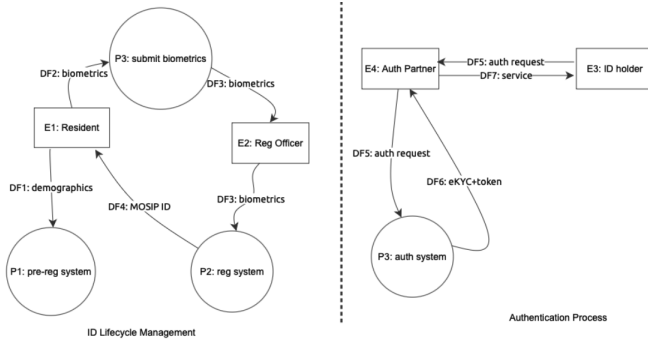 P3: submit biometrics
DF2: biometrics
DF3: biometrics
E1: Resident
E2: Reg Officer
DF1: demographics
DF4: MOSIP ID
DF3: biometrics
P1: pre-reg system
P2: reg system
ID Lifecycle Management
E4: Auth Partner
DF5: auth request
DF7: service
E3: ID holder
DF5: auth request
DF6: eKYC+token
P3: auth system
Authentication Process